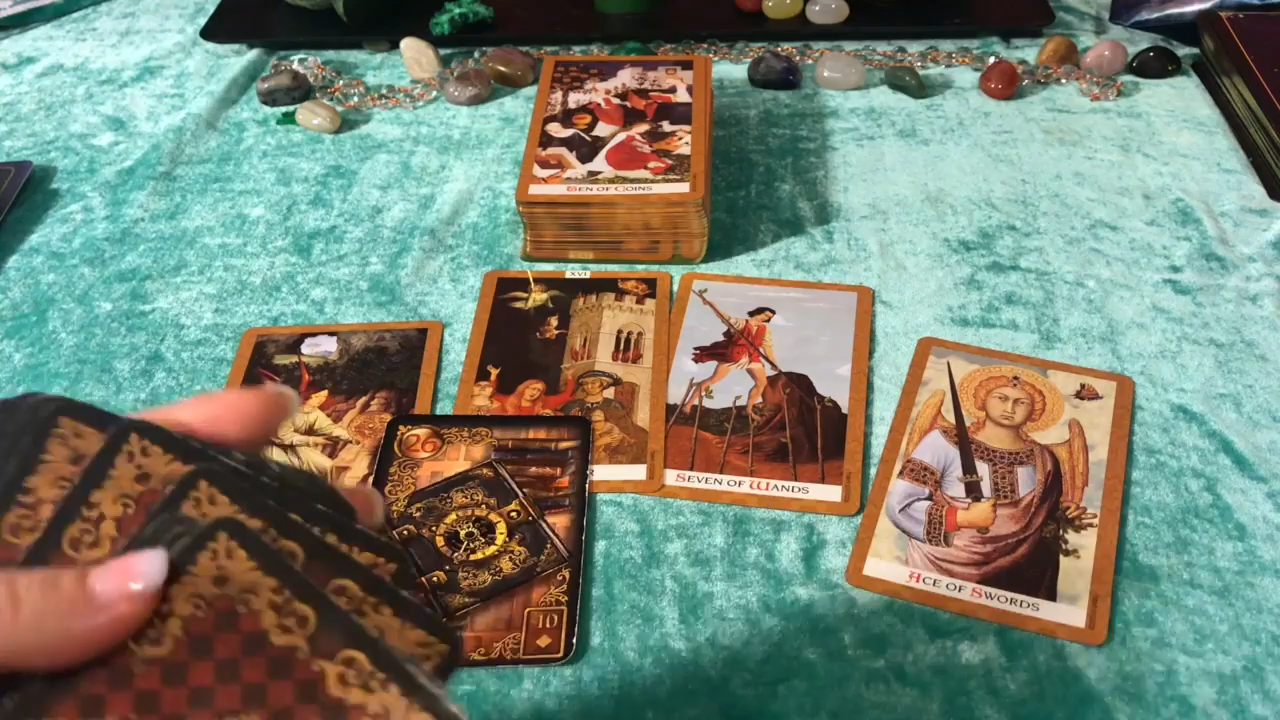 TEN OF COINS
XVI
SEVEN OF WANDS
26
10
ACE OF SWORDS